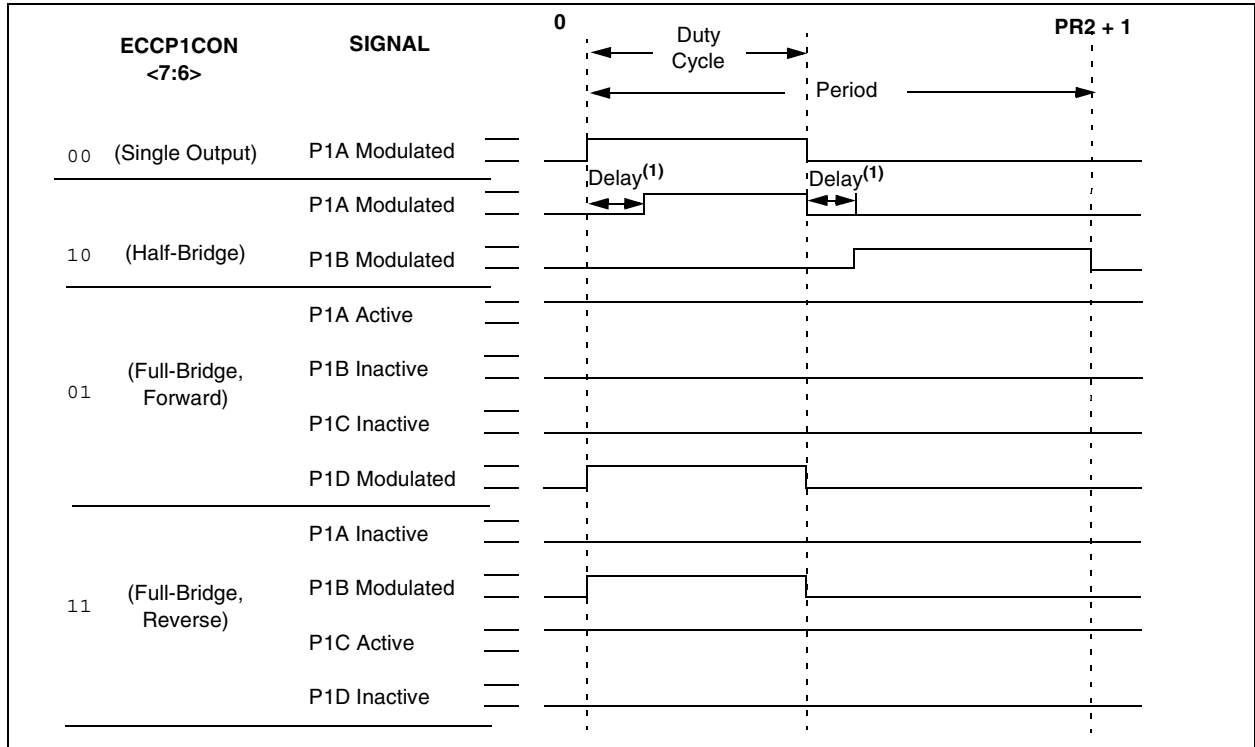 0
PR2 + 1
ECCP1CON
<7:6>
SIGNAL
Duty
Cycle
Period
00 (Single Output) P1A Modulated
Delay(1)
Delay(1)
P1A Modulated
10 (Half-Bridge) P1B Modulated
P1A Active
01 (Full-Bridge,
Forward)
P1B Inactive
P1C Inactive
P1D Modulated
P1A Inactive
11 (Full-Bridge,
Reverse)
P1B Modulated
P1C Active
P1D Inactive